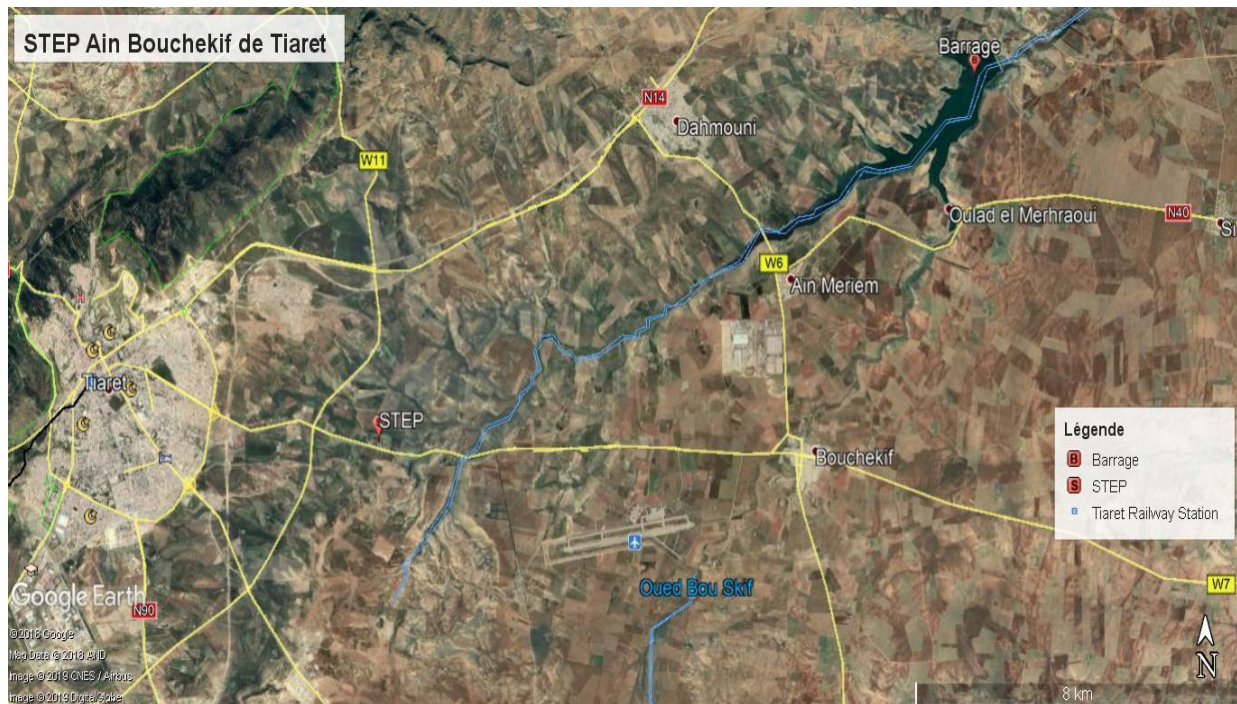 STEP Ain Bouchekif de Tiaret
Barrage
N14
Dahmouni
W11
Oulad el Merhraoui
N40
Si
W6
Ain Meriem
H
Tiaret
STEP
Bouchekif
Légende
B Barrage
S STEP
Tiaret Railway Station
Oued Bou Skif
W7
Google Earth
N90
©2018 Google
Map Data © 2018 AND
Image © 2019 CNES / Airbus
Image © 2019 DigitalGlobe
N
8 km